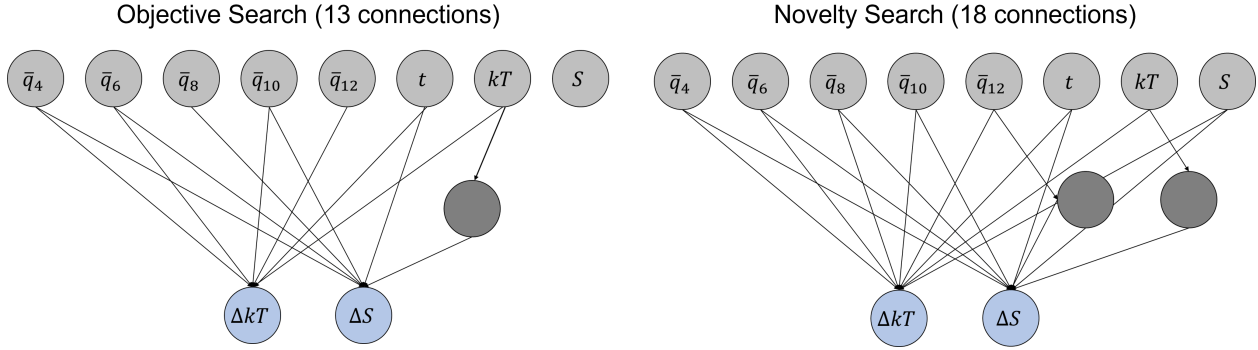 Objective Search (13 connections)
q̄₄ q̄₆ q̄₈ q̄₁₀ q̄₁₂ t kT S
ΔkT ΔS
Novelty Search (18 connections)
q̄₄ q̄₆ q̄₈ q̄₁₀ q̄₁₂ t kT S
ΔkT ΔS